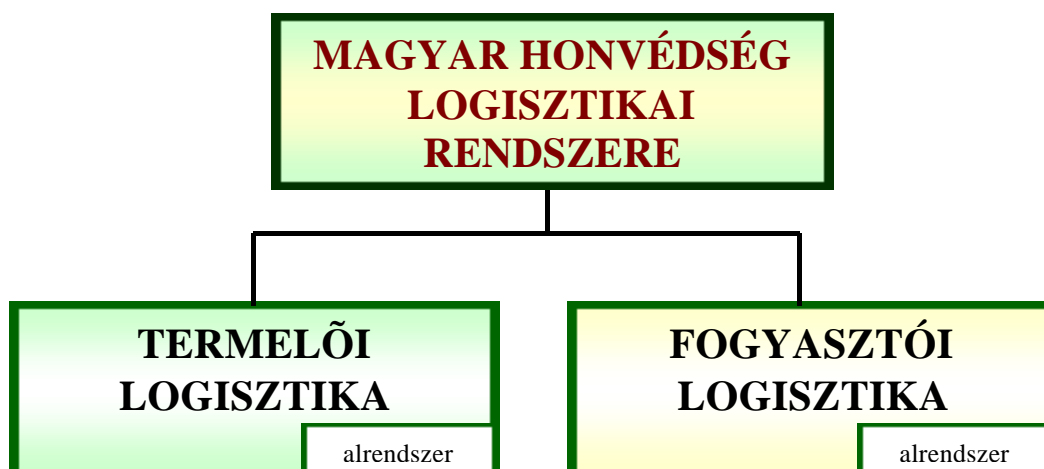 MAGYAR HONVÉDSÉG
LOGISZTIKAI
RENDSZERE
TERMELÕI
LOGISZTIKA
alrendszer
FOGYASZTÓI
LOGISZTIKA
alrendszer